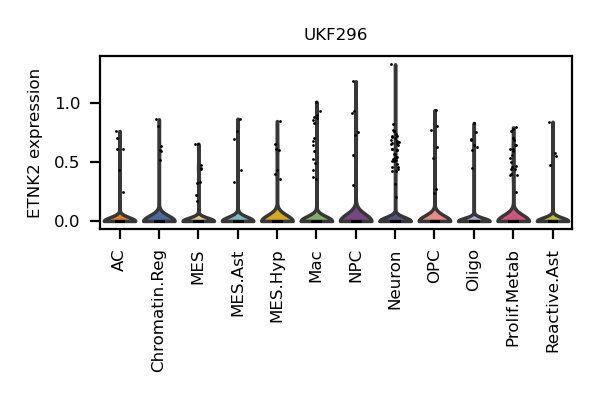 UKF296
ETNK2 expression
1.0
0.5
0.0
AC
Chromatin.Reg
MES
MES.Ast
MES.Hyp
Mac
NPC
Neuron
OPC
Oligo
Prolif.Metab
Reactive.Ast